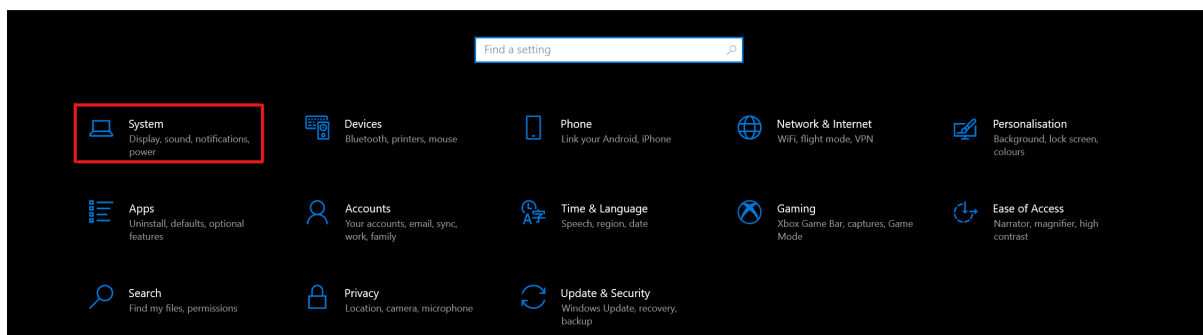 Find a setting
System
Display, sound, notifications,
power
Devices
Bluetooth, printers, mouse
Phone
Link your Android, iPhone
Network & Internet
WiFi, flight mode, VPN
Personalisation
Background, lock screen,
colours
Apps
Uninstall, defaults, optional
features
Accounts
Your accounts, email, sync,
work, family
Time & Language
Speech, region, date
Gaming
Xbox Game Bar, captures, Game
Mode
Ease of Access
Narrator, magnifier, high
contrast
Search
Find my files, permissions
Privacy
Location, camera, microphone
Update & Security
Windows Update, recovery,
backup